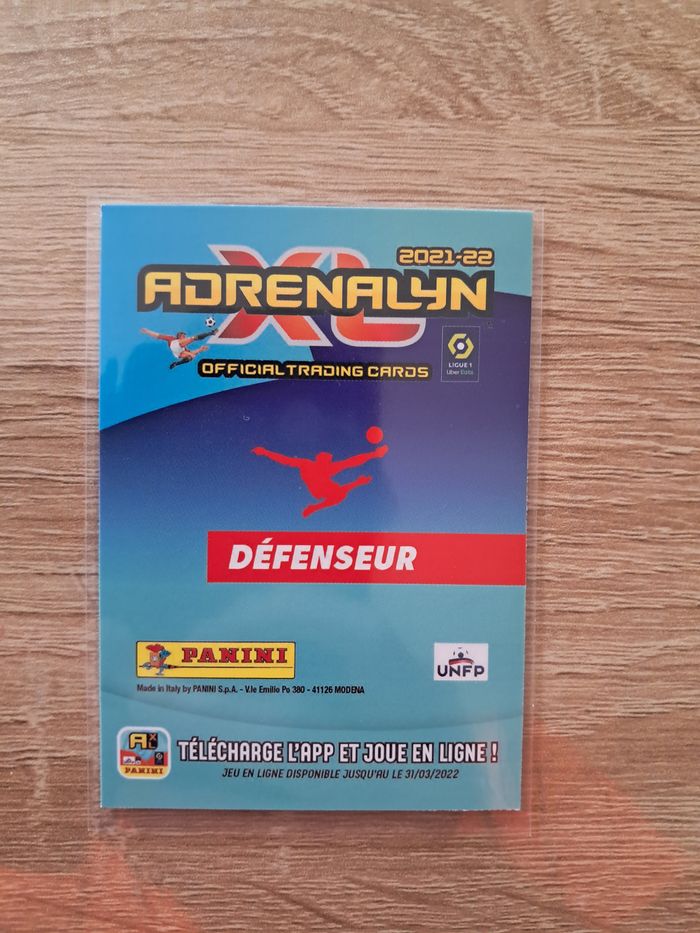 2021-22
ADRENALYN
XL
OFFICIAL TRADING CARDS
LIGUE 1
Uber Eats
DÉFENSEUR
PANINI
UNFP
Made in Italy by PANINI S.p.A. - V.le Emilio Po 380 - 41126 MODENA
AXL
PANINI
TÉLÉCHARGE L'APP ET JOUE EN LIGNE !
JEU EN LIGNE DISPONIBLE JUSQU'AU LE 31/03/2022